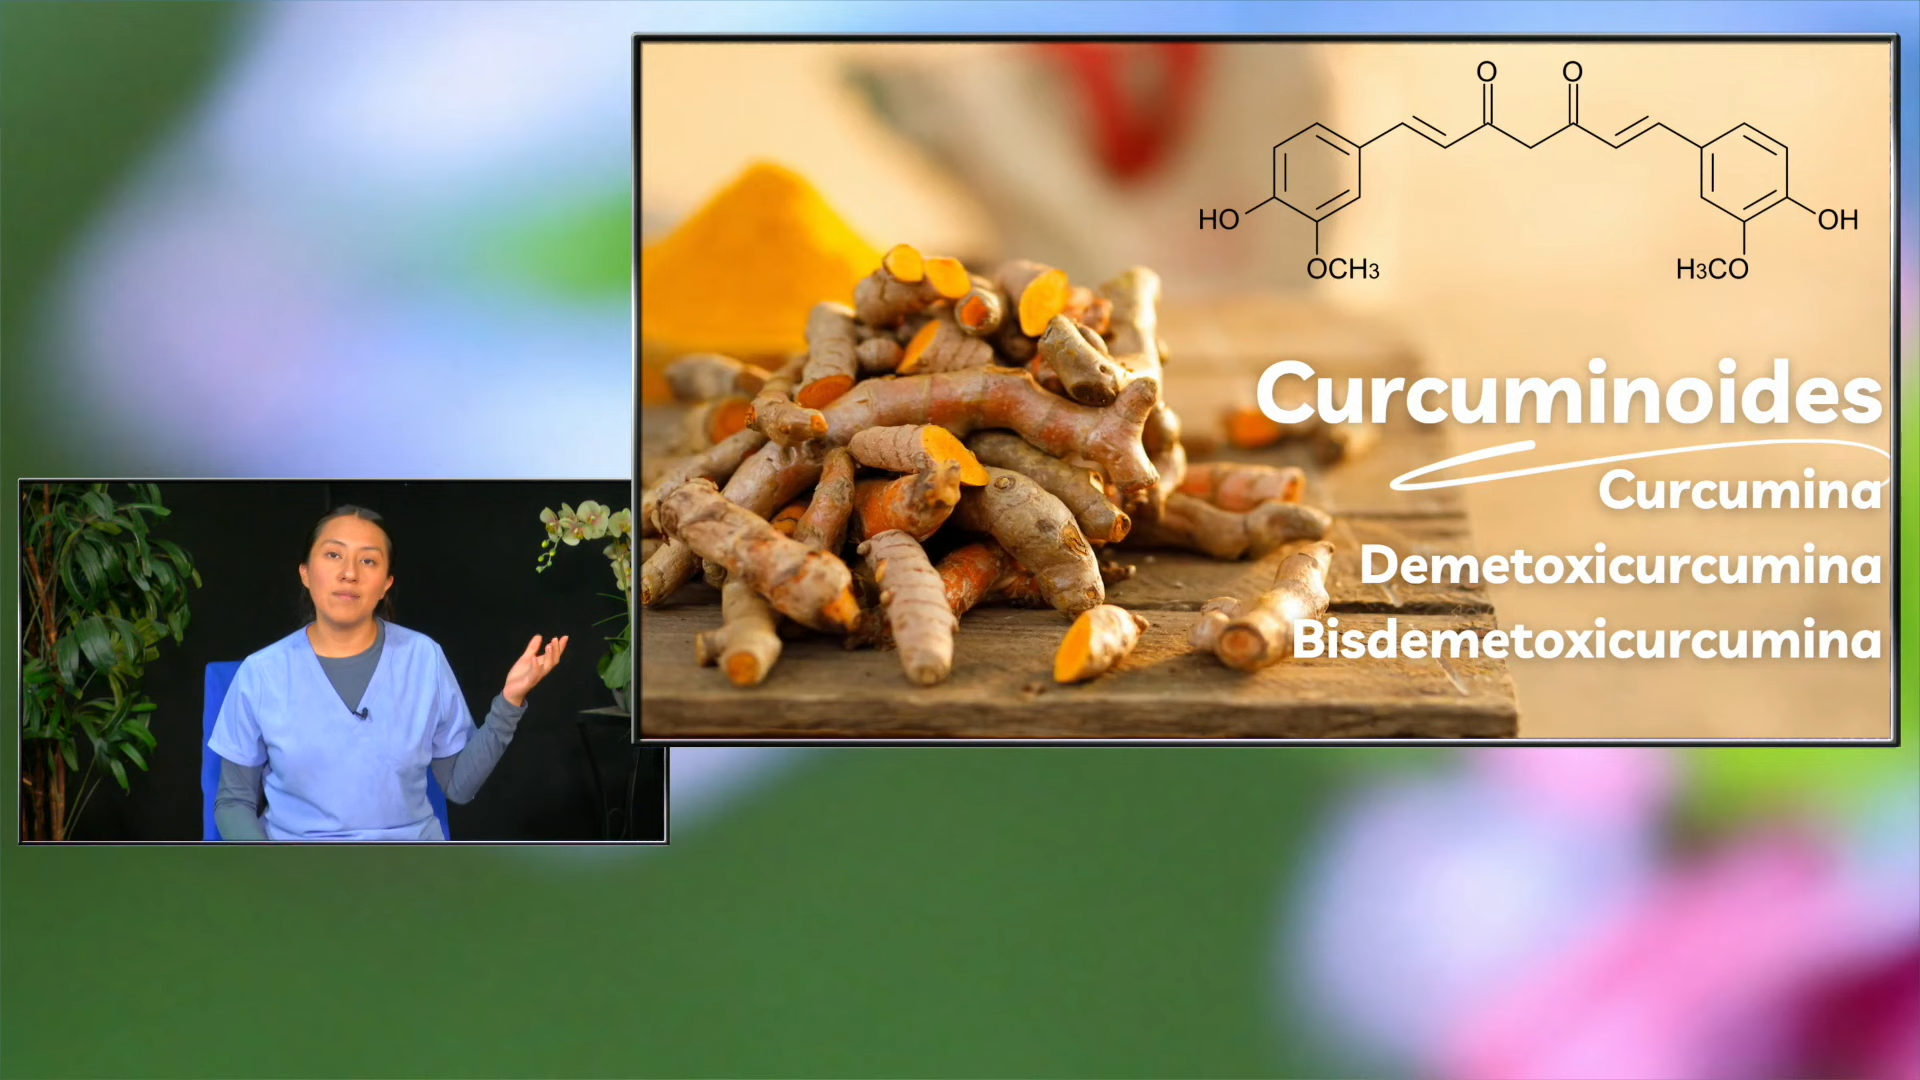 O O
HO OH
OCH3 H3CO
Curcuminoides
Curcumina
Demetoxicurcumina
Bisdemetoxicurcumina